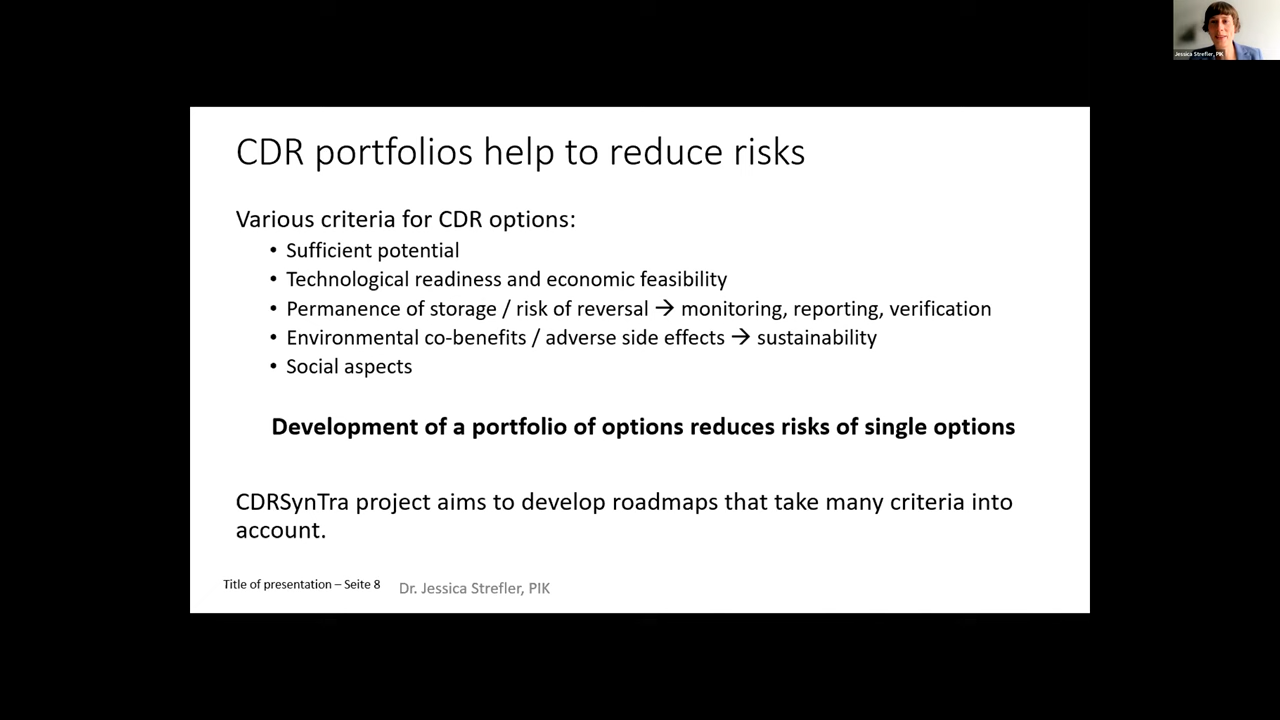 Jessica Strefler, PIK
CDR portfolios help to reduce risks
Various criteria for CDR options:
• Sufficient potential
• Technological readiness and economic feasibility
• Permanence of storage / risk of reversal → monitoring, reporting, verification
• Environmental co-benefits / adverse side effects → sustainability
• Social aspects
Development of a portfolio of options reduces risks of single options
CDRSynTra project aims to develop roadmaps that take many criteria into
account.
Title of presentation – Seite 8
Dr. Jessica Strefler, PIK